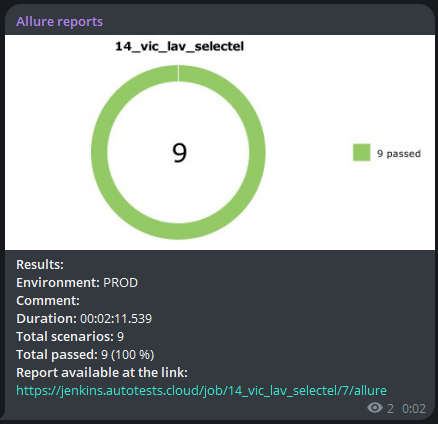 Allure reports
14_vic_lav_selectel
9
9 passed
Results:
Environment: PROD
Comment:
Duration: 00:02:11.539
Total scenarios: 9
Total passed: 9 (100 %)
Report available at the link:
https://jenkins.autotests.cloud/job/14_vic_lav_selectel/7/allure
2 0:02